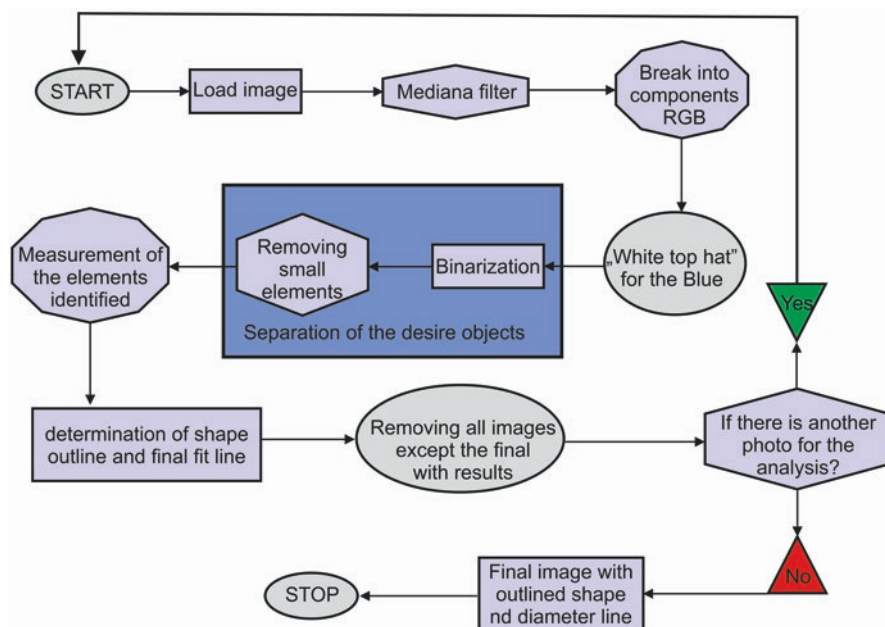 START
Load image
Mediana filter
Break into
components
RGB
„White top hat”
for the Blue
Binarization
Removing
small
elements
Separation of the desire objects
Measurement of
the elements
identified
determination of shape
outline and final fit line
Removing all images
except the final
with results
If there is another
photo for the
analysis?
Yes
No
Final image with
outlined shape
nd diameter line
STOP